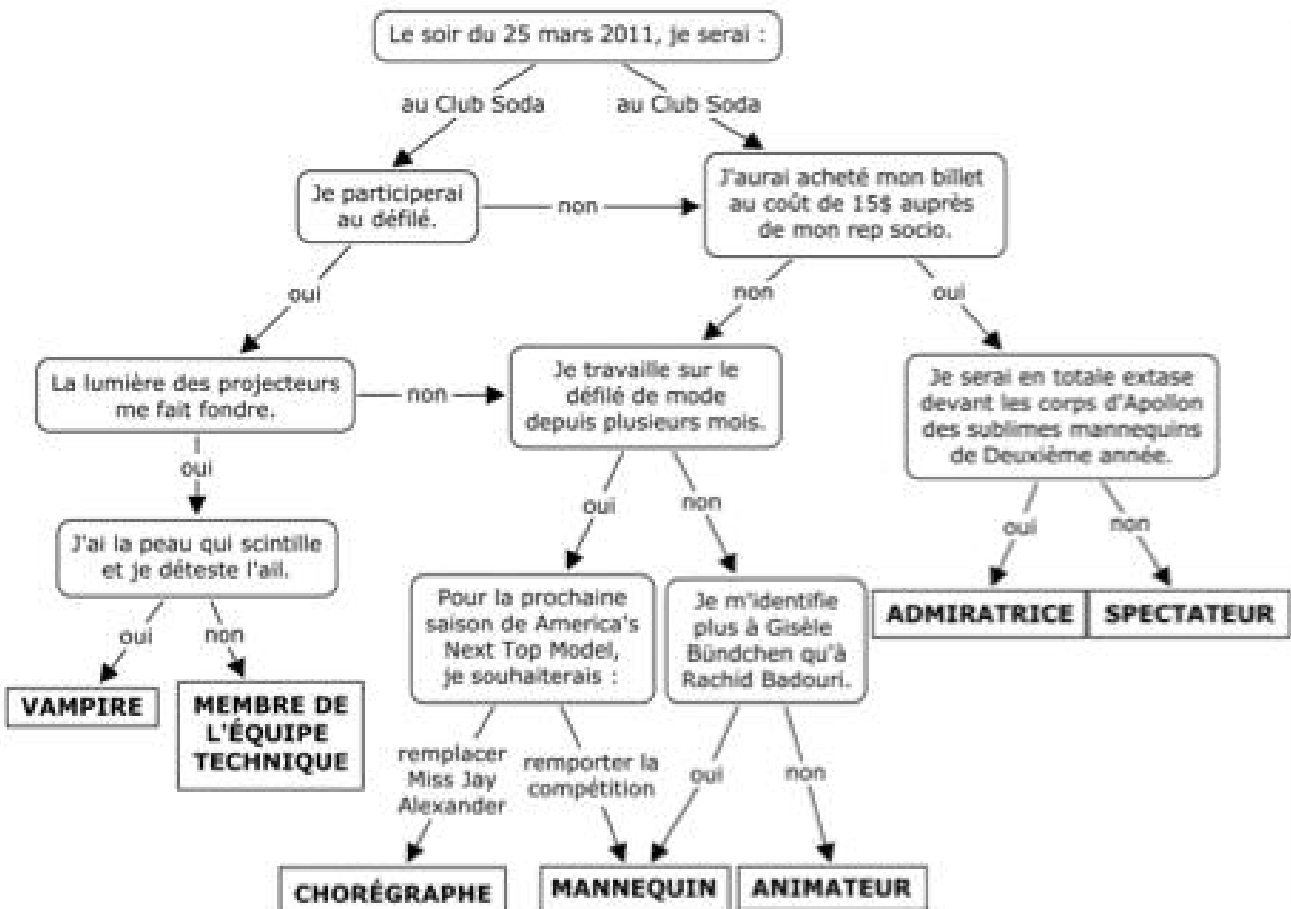 Le soir du 25 mars 2011, je serai :
au Club Soda
au Club Soda
Je participerai
au défilé.
non
J'aurai acheté mon billet
au coût de 15$ auprès
de mon rep socio.
oui
non
oui
La lumière des projecteurs
me fait fondre.
non
Je travaille sur le
défilé de mode
depuis plusieurs mois.
Je serai en totale extase
devant les corps d'Apollon
des sublimes mannequins
de Deuxième année.
oui
oui
non
oui
non
J'ai la peau qui scintille
et je déteste l'ail.
Pour la prochaine
saison de America's
Next Top Model,
je souhaiterais :
Je m'identifie
plus à Gisèle
Bündchen qu'à
Rachid Badouri.
ADMIRATRICE
SPECTATEUR
oui
non
VAMPIRE
MEMBRE DE
L'ÉQUIPE
TECHNIQUE
remplacer
Miss Jay
Alexander
remporter la
compétition
oui
non
CHORÉGRAPHE
MANNEQUIN
ANIMATEUR